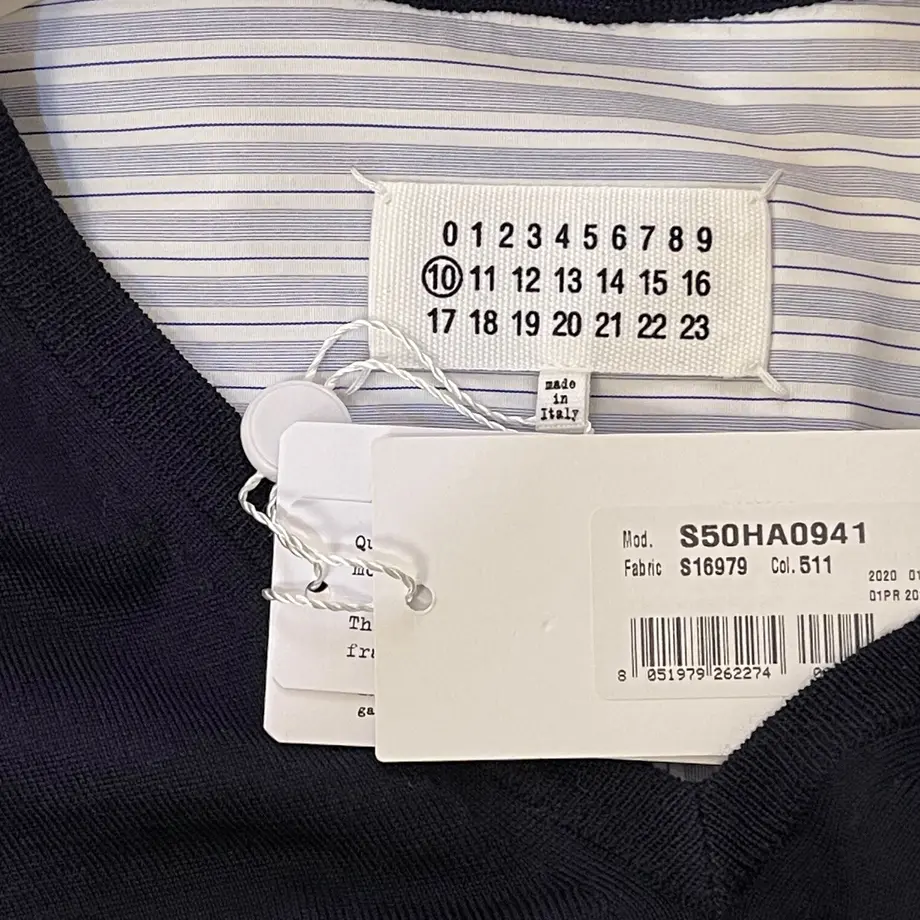 0 1 2 3 4 5 6 7 8 9
10 11 12 13 14 15 16
17 18 19 20 21 22 23
made
in
Italy
Mod. S50HA0941
Fabric S16979 Col. 511
2020
01PR
8 051979 262274
Th
ga